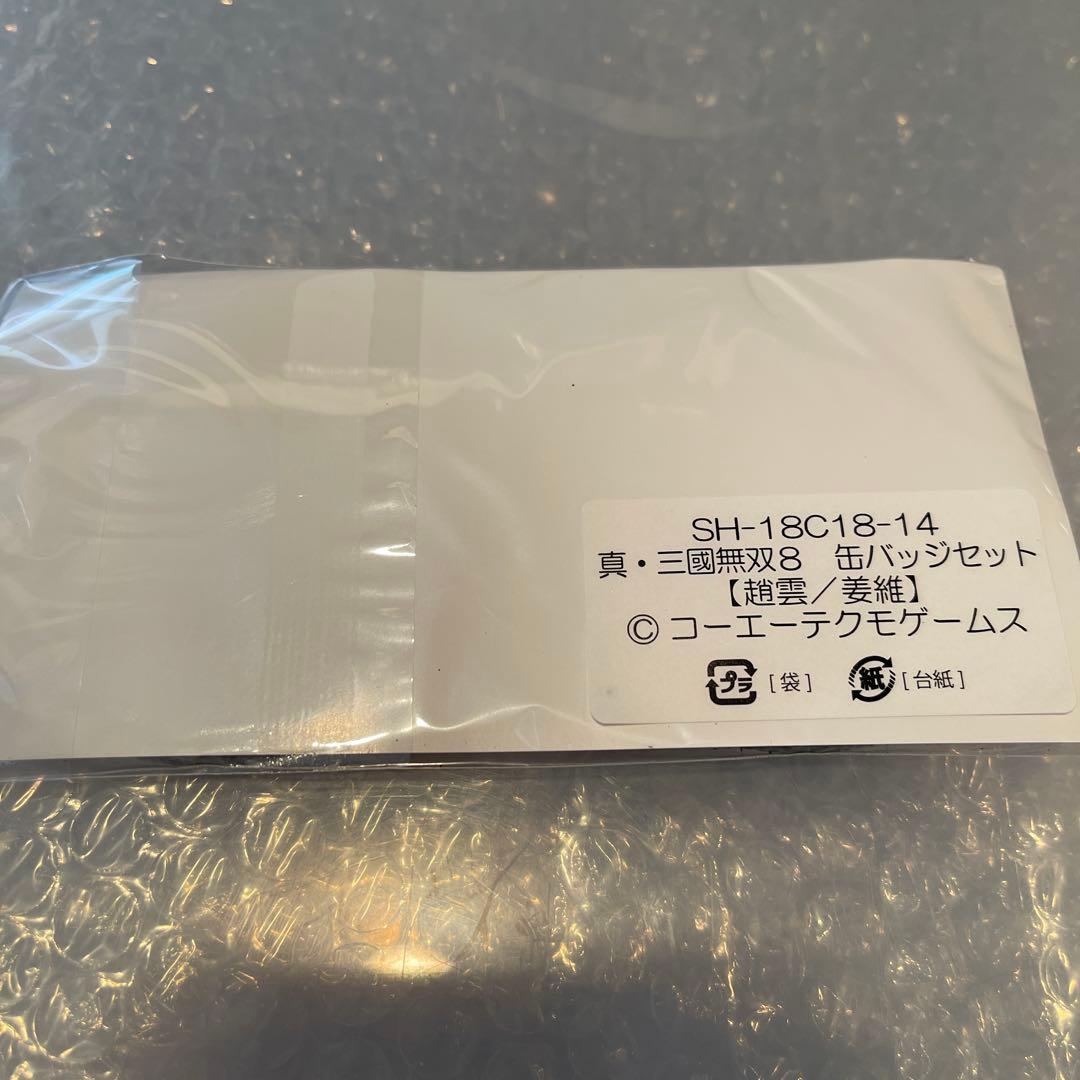 SH-18C18-14
真・三國無双8　缶バッジセット
【趙雲／姜維】
© コーエーテクモゲームス
プラ [袋] 紙 [台紙]